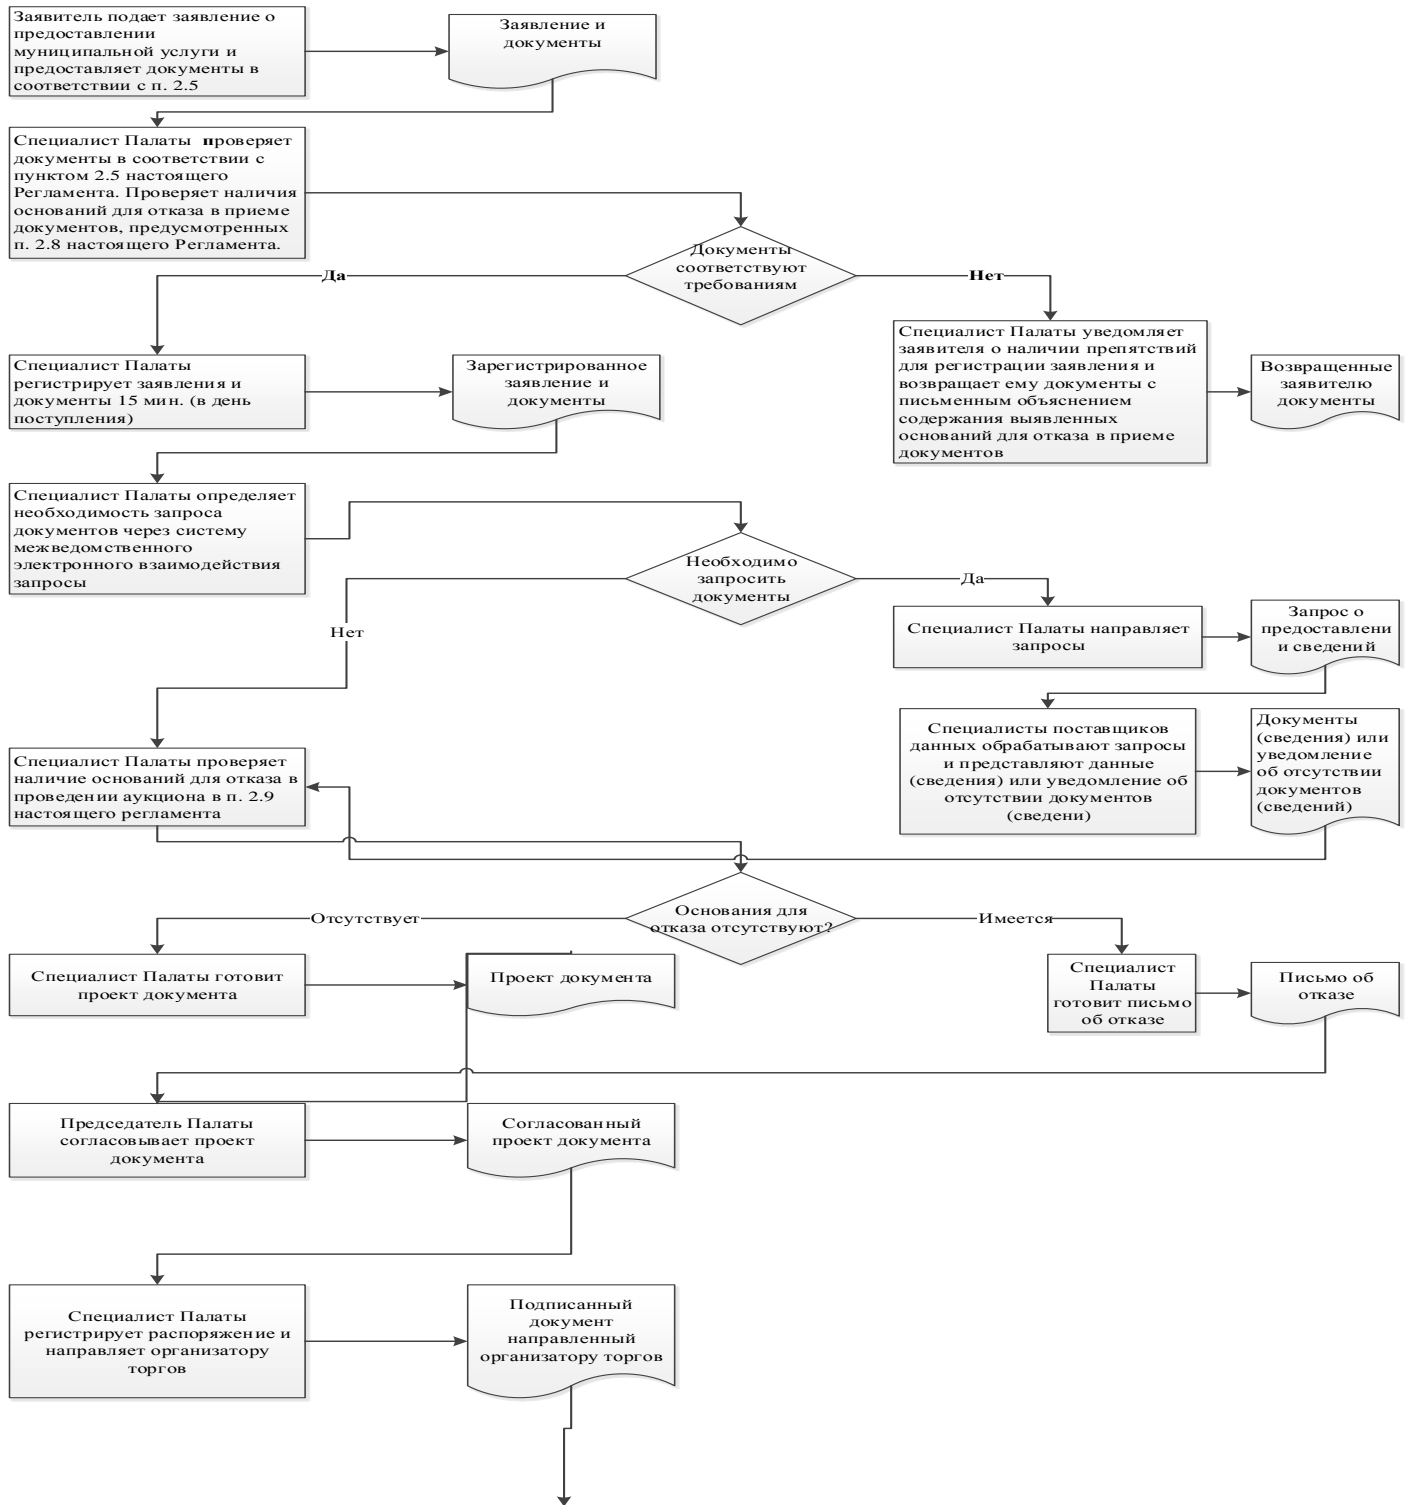 Заявитель подает заявление о
предоставлении
муниципальной услуги и
предоставляет документы в
соответствии с п. 2.5
Заявление и
документы
Специалист Палаты  проверяет
документы в соответствии с
пунктом 2.5 настоящего
Регламента. Проверяет наличия
оснований для отказа в приеме
документов, предусмотренных
п. 2.8 настоящего Регламента.
Документы
соответствуют
требованиям
Да
Нет
Специалист Палаты
регистрирует заявления и
документы 15 мин. (в день
поступления)
Зарегистрированное
заявление и
документы
Специалист Палаты уведомляет
заявителя о наличии препятствий
для регистрации заявления и
возвращает ему документы с
письменным объяснением
содержания выявленных
оснований для отказа в приеме
документов
Возвращенные
заявителю
документы
Специалист Палаты определяет
необходимость запроса
документов через систему
межведомственного
электронного взаимодействия
запросы
Необходимо
запросить
документы
Да
Нет
Специалист Палаты направляет
запросы
Запрос о
предоставлени
и сведений
Специалисты поставщиков
данных обрабатывают запросы
и представляют данные
(сведения) или уведомление об
отсутствии документов
(сведени)
Документы
(сведения) или
уведомление
об отсутствии
документов
(сведений)
Специалист Палаты проверяет
наличие оснований для отказа в
проведении аукциона в п. 2.9
настоящего регламента
Основания для
отказа отсутствуют?
Отсутствует
Имеется
Специалист Палаты готовит
проект документа
Проект документа
Специалист
Палаты
готовит письмо
об отказе
Письмо об
отказе
Председатель Палаты
согласовывает проект
документа
Согласованный
проект документа
Специалист Палаты
регистрирует распоряжение и
направляет организатору
торгов
Подписанный
документ
направленный
организатору торгов